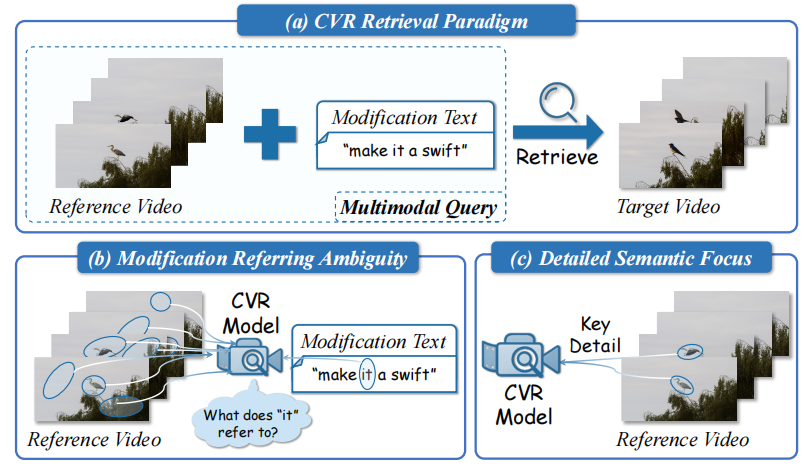 (a) CVR Retrieval Paradigm
Modification Text
“make it a swift”
Retrieve
Reference Video
Multimodal Query
Target Video
(b) Modification Referring Ambiguity
CVR
Model
Modification Text
“make it a swift”
What does “it”
refer to?
Reference Video
(c) Detailed Semantic Focus
Key
Detail
CVR
Model
Reference Video